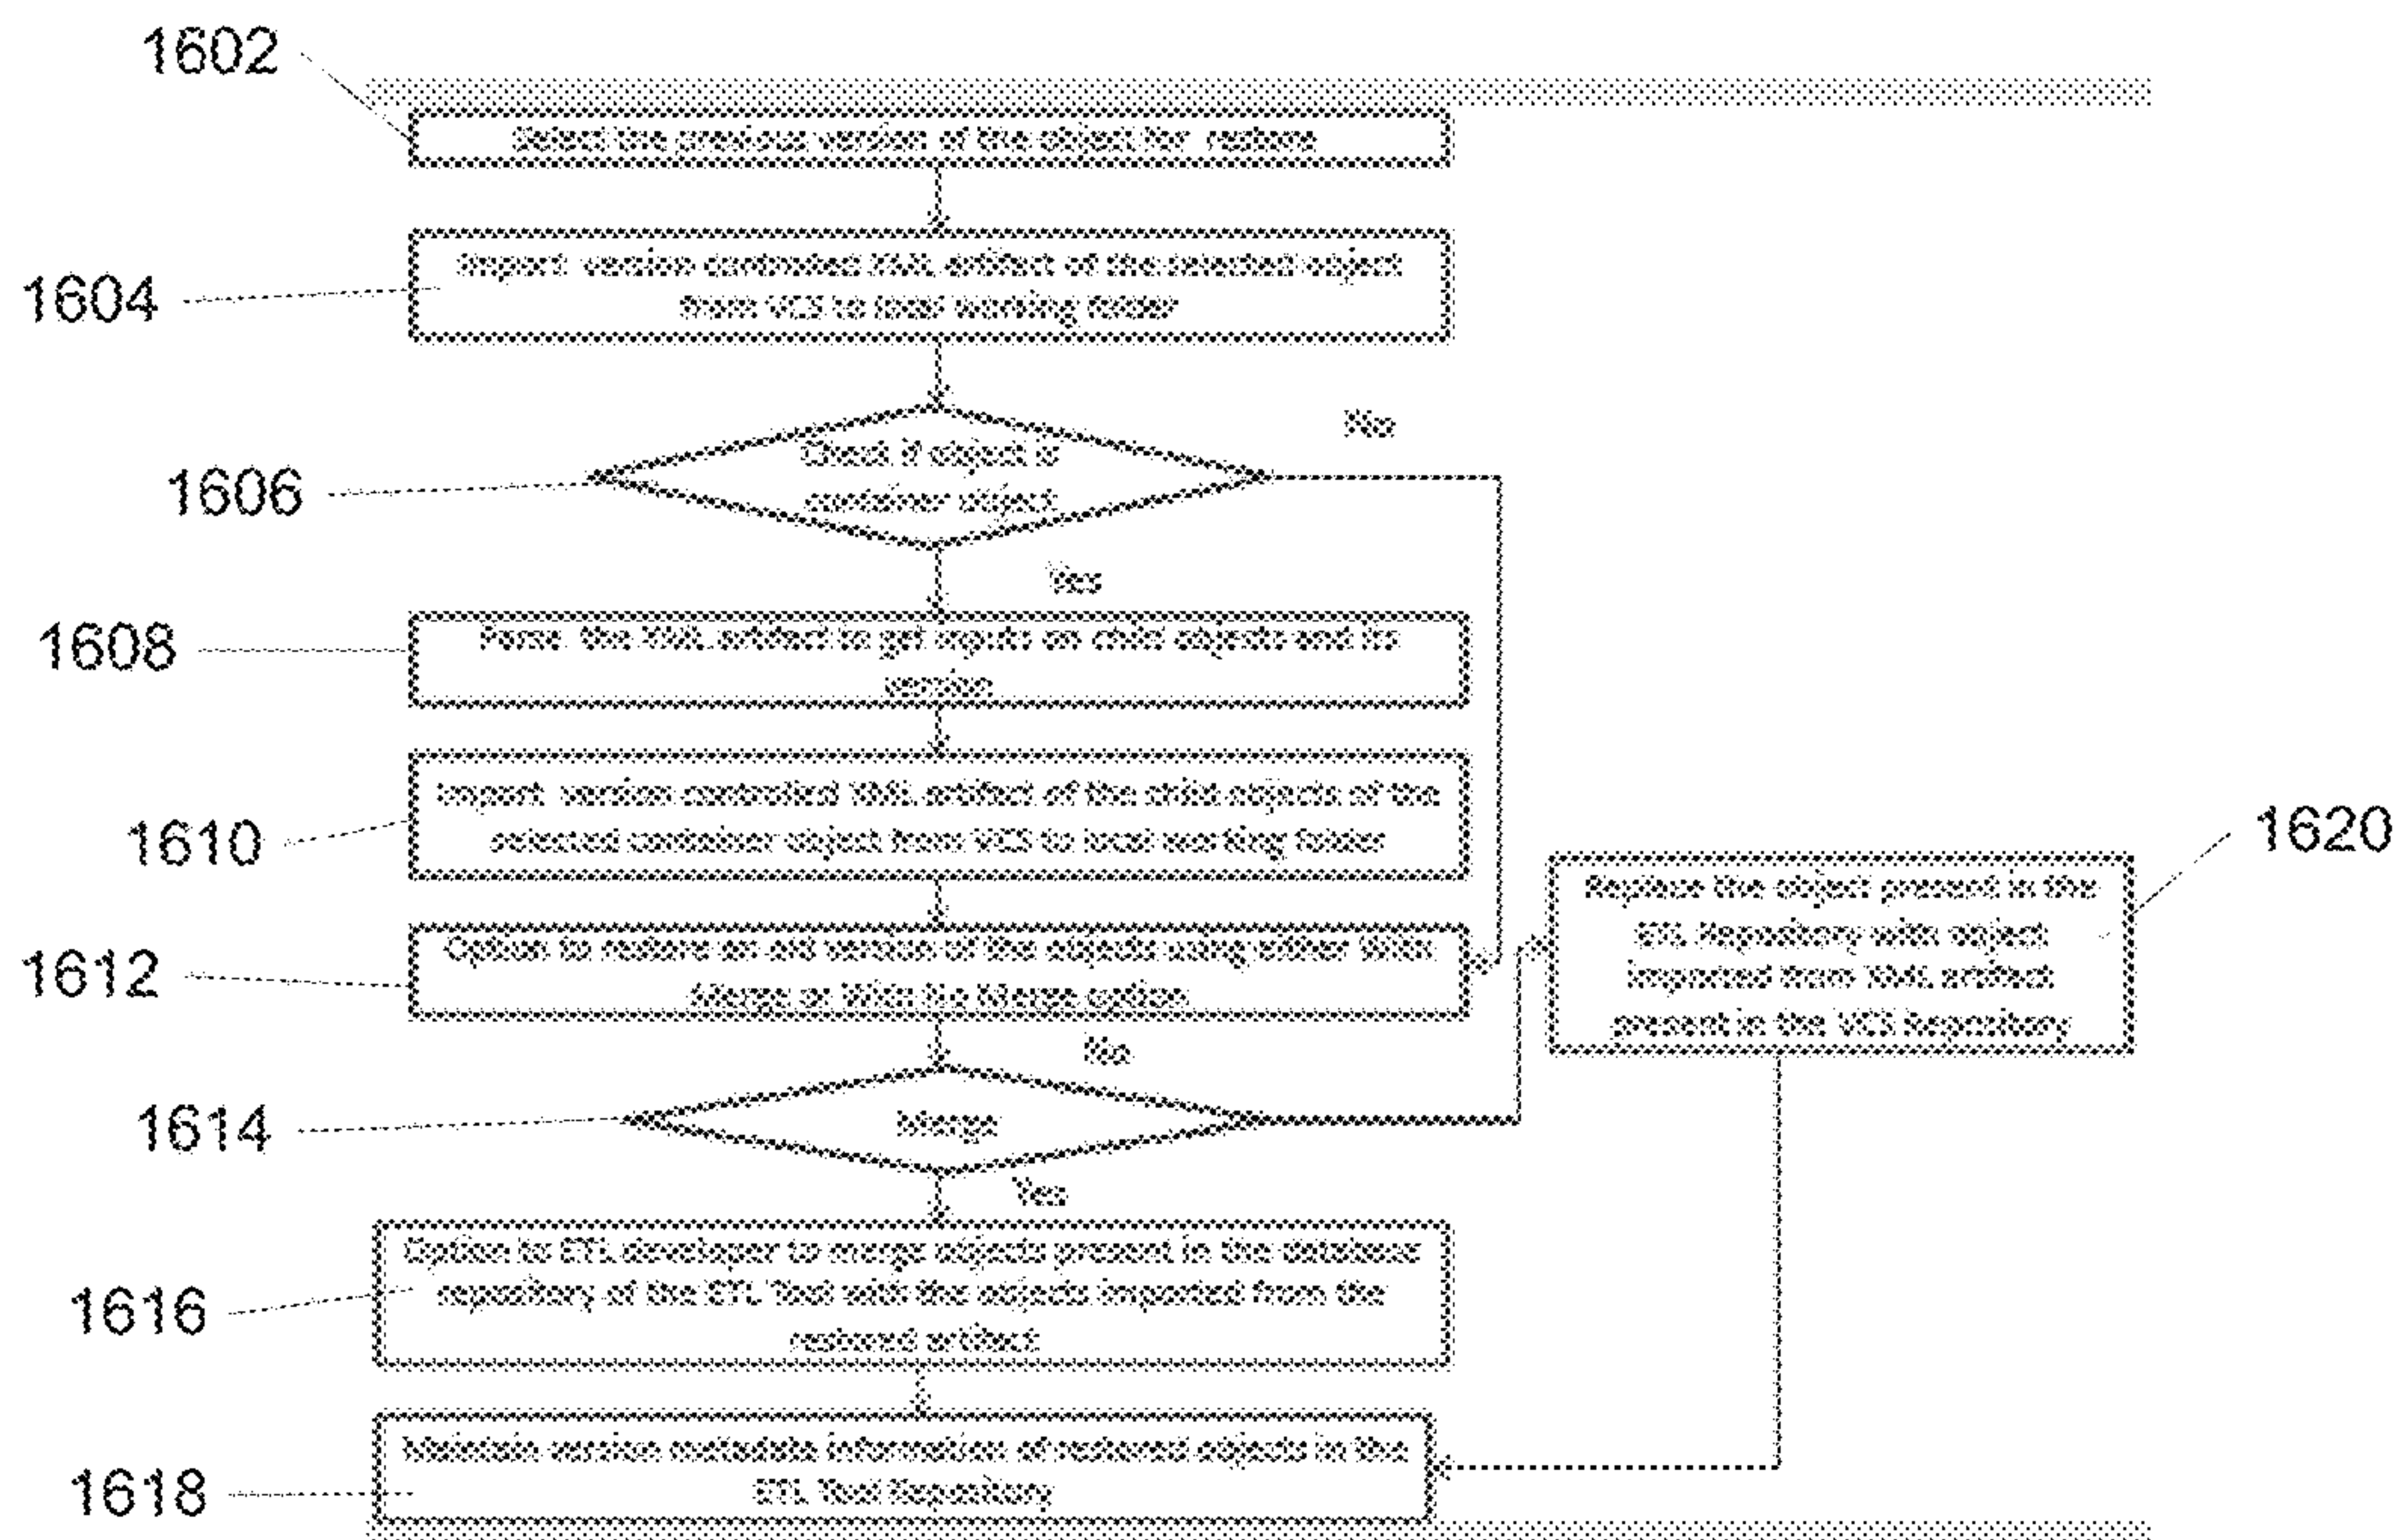 1602
Select the previous version of the object for restore
1604
Import version controlled XML artifact of the selected object
from VCS to local working folder
No
1606
Check if object is
container object
Yes
1608
Parse the XML artifact to get inputs on child objects and its
version
1610
Import version controlled XML artifact of the child objects of the
selected container object from VCS to local working folder
1620
Replace the object present in the
ETL Repository with object
imported from XML artifact
present in the VCS Repository
1612
Option to restore an old version of the objects using either With
Merge or With No Merge option
No
1614
Merge
Yes
1616
Option to ETL developer to merge objects present in the database
repository of the ETL Tool with the objects imported from the
restored artifact
1618
Maintain version metadata information of restored objects in the
ETL Tool Repository